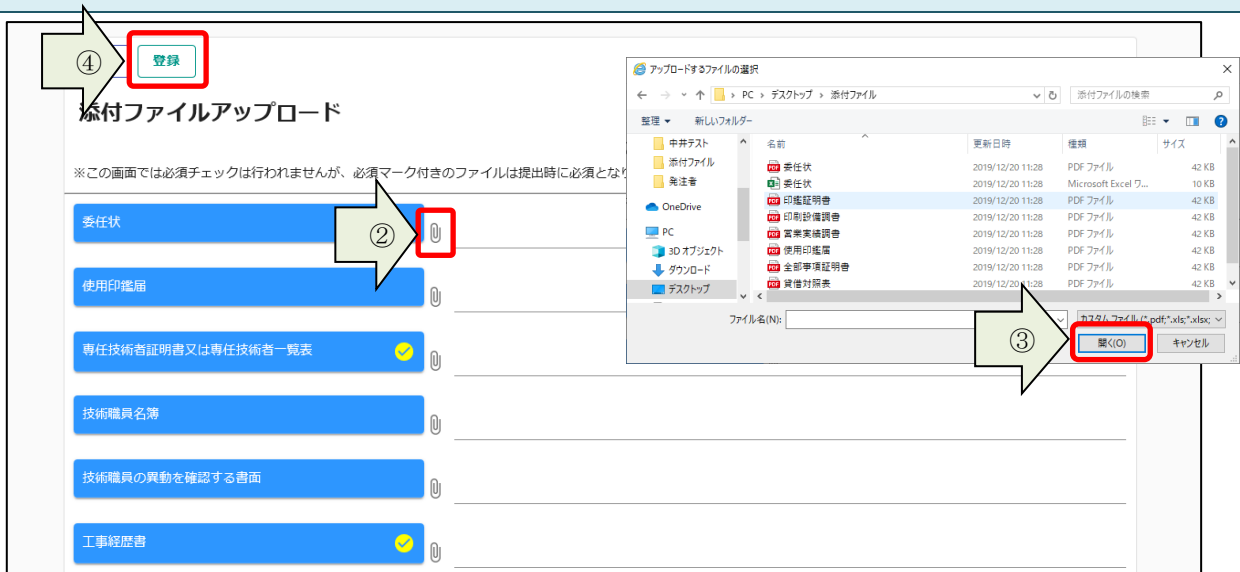 ④
登録
添付ファイルアップロード
※この画面では必須チェックは行われませんが、必須マーク付きのファイルは提出時に必須とな
委任状
②
使用印鑑届
専任技術者証明書又は専任技術者一覧表
技術職員名簿
技術職員の異動を確認する書面
工事経歴書
アップロードするファイルの選択
PC › デスクトップ › 添付ファイル
添付ファイルの検索
整理 新しいフォルダー
中井テスト
添付ファイル
発注者
OneDrive
PC
3D オブジェクト
ダウンロード
デスクトップ
名前 更新日時 種類 サイズ
委任状 2019/12/20 11:28 PDF ファイル 42 KB
委任状 2019/12/20 11:28 Microsoft Excel ワ... 10 KB
印鑑証明書 2019/12/20 11:28 PDF ファイル 42 KB
印刷設備調書 2019/12/20 11:28 PDF ファイル 42 KB
営業実績調書 2019/12/20 11:28 PDF ファイル 42 KB
使用印鑑届 2019/12/20 11:28 PDF ファイル 42 KB
全部事項証明書 2019/12/20 11:28 PDF ファイル 42 KB
貸借対照表 2019/12/20 11:28 PDF ファイル 42 KB
ファイル名(N):
カスタム ファイル (*.pdf;*.xls;*.xlsx;
③
開く(O) キャンセル